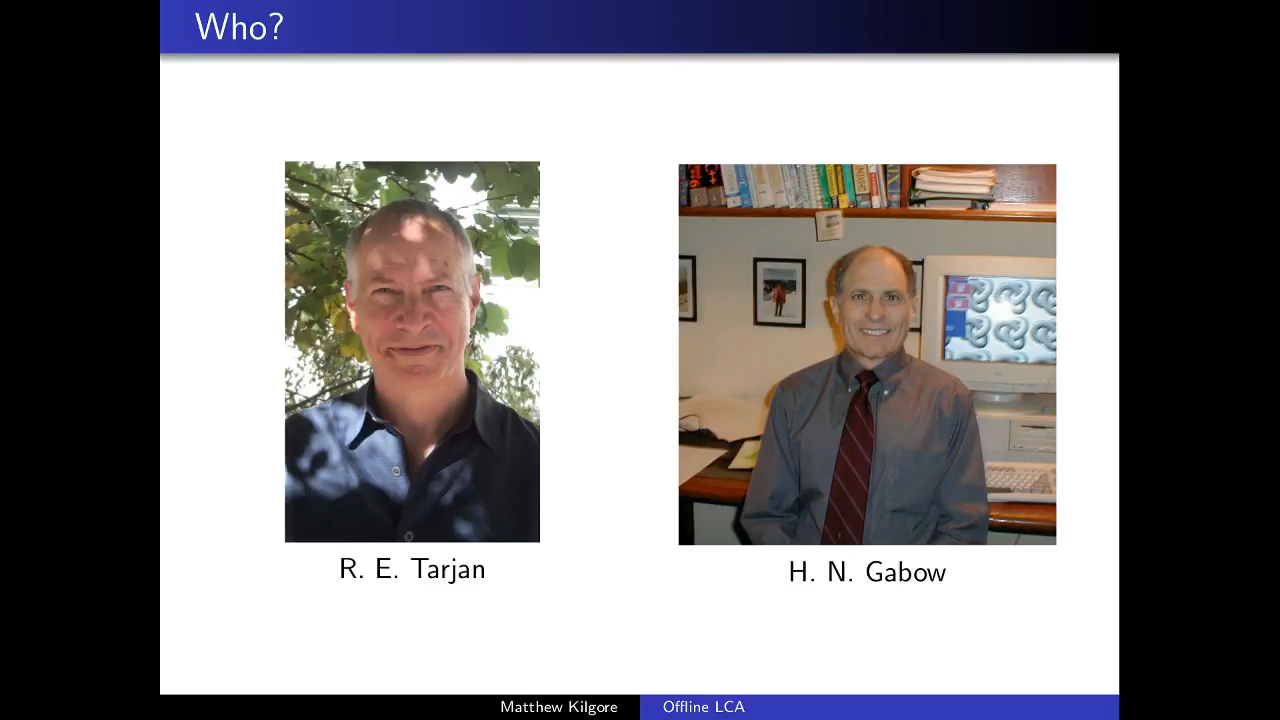 Who?
R. E. Tarjan
H. N. Gabow
Matthew Kilgore
Offline LCA